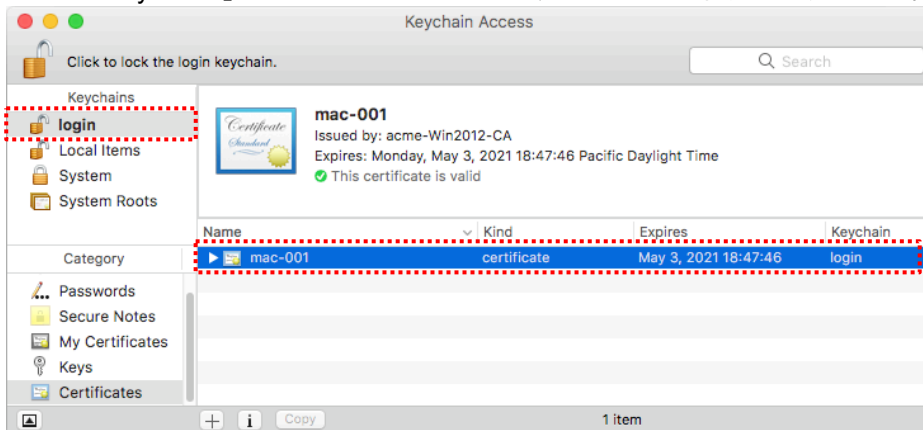 Keychain Access
Click to lock the login keychain.
Search
Keychains
login
Local Items
System
System Roots
Certificate
Standard
mac-001
Issued by: acme-Win2012-CA
Expires: Monday, May 3, 2021 18:47:46 Pacific Daylight Time
This certificate is valid
Name Kind Expires Keychain
mac-001 certificate May 3, 2021 18:47:46 login
Category
Passwords
Secure Notes
My Certificates
Keys
Certificates
Copy
1 item